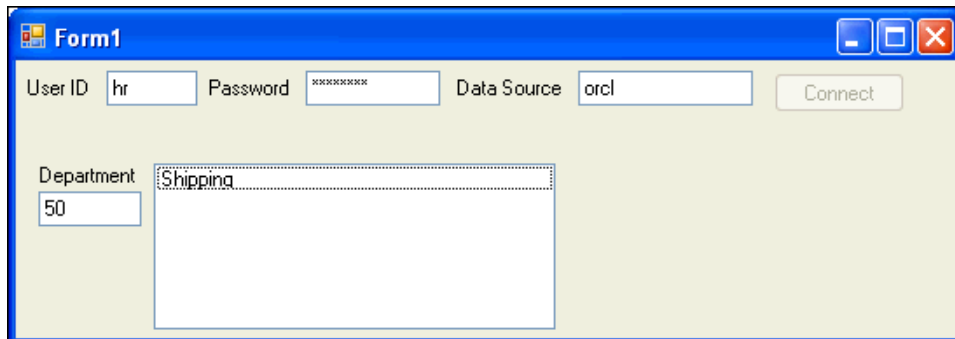 Form1
User ID hr Password ******** Data Source orcl Connect
Department
Shipping
50